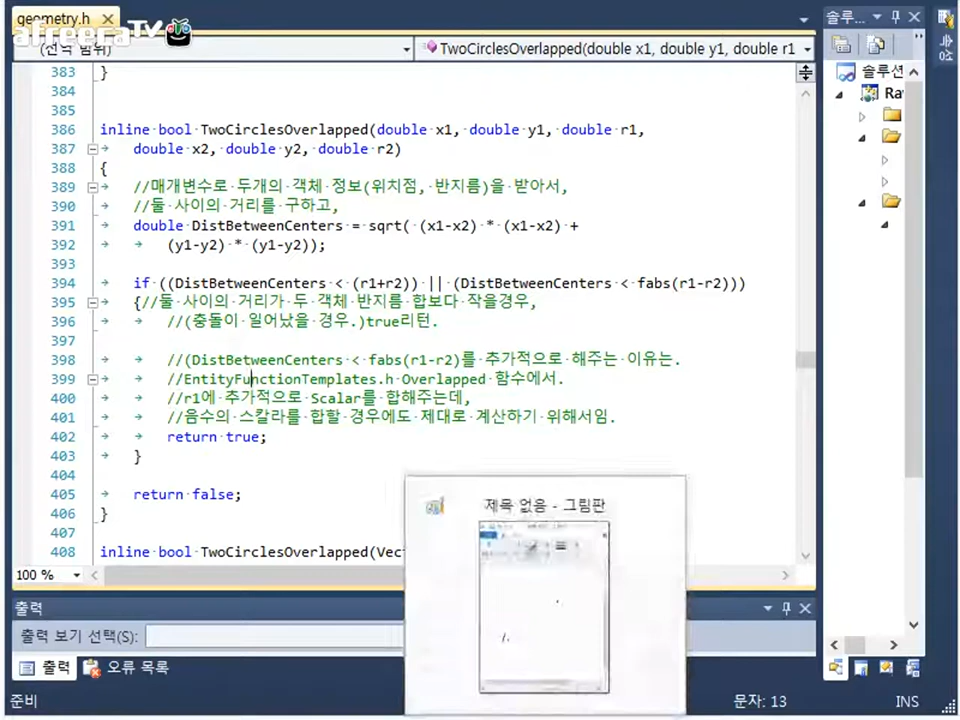 geometry.h
afreecaTV
(전역 범위)
TwoCirclesOverlapped(double x1, double y1, double r1
솔루...
속성
솔루션
383 }
384
385
386 inline bool TwoCirclesOverlapped(double x1, double y1, double r1,
387 double x2, double y2, double r2)
388 {
389 //매개변수로 두개의 객체 정보(위치점, 반지름)을 받아서,
390 //둘 사이의 거리를 구하고,
391 double DistBetweenCenters = sqrt( (x1-x2) * (x1-x2) +
392 (y1-y2) * (y1-y2));
393
394 if ((DistBetweenCenters < (r1+r2)) || (DistBetweenCenters < fabs(r1-r2)))
395 {//둘 사이의 거리가 두 객체 반지름 합보다 작을경우,
396 //(충돌이 일어났을 경우.)true리턴.
397
398 //(DistBetweenCenters < fabs(r1-r2)를 추가적으로 해주는 이유는.
399 //EntityFunctionTemplates.h Overlapped 함수에서.
400 //r1에 추가적으로 Scalar를 합해주는데,
401 //음수의 스칼라를 합할 경우에도 제대로 계산하기 위해서임.
402 return true;
403 }
404
405 return false;
406 }
407
408 inline bool TwoCirclesOverlapped(Vect
100 %
제목 없음 - 그림판
출력
출력 보기 선택(S):
출력
오류 목록
준비
문자: 13
INS